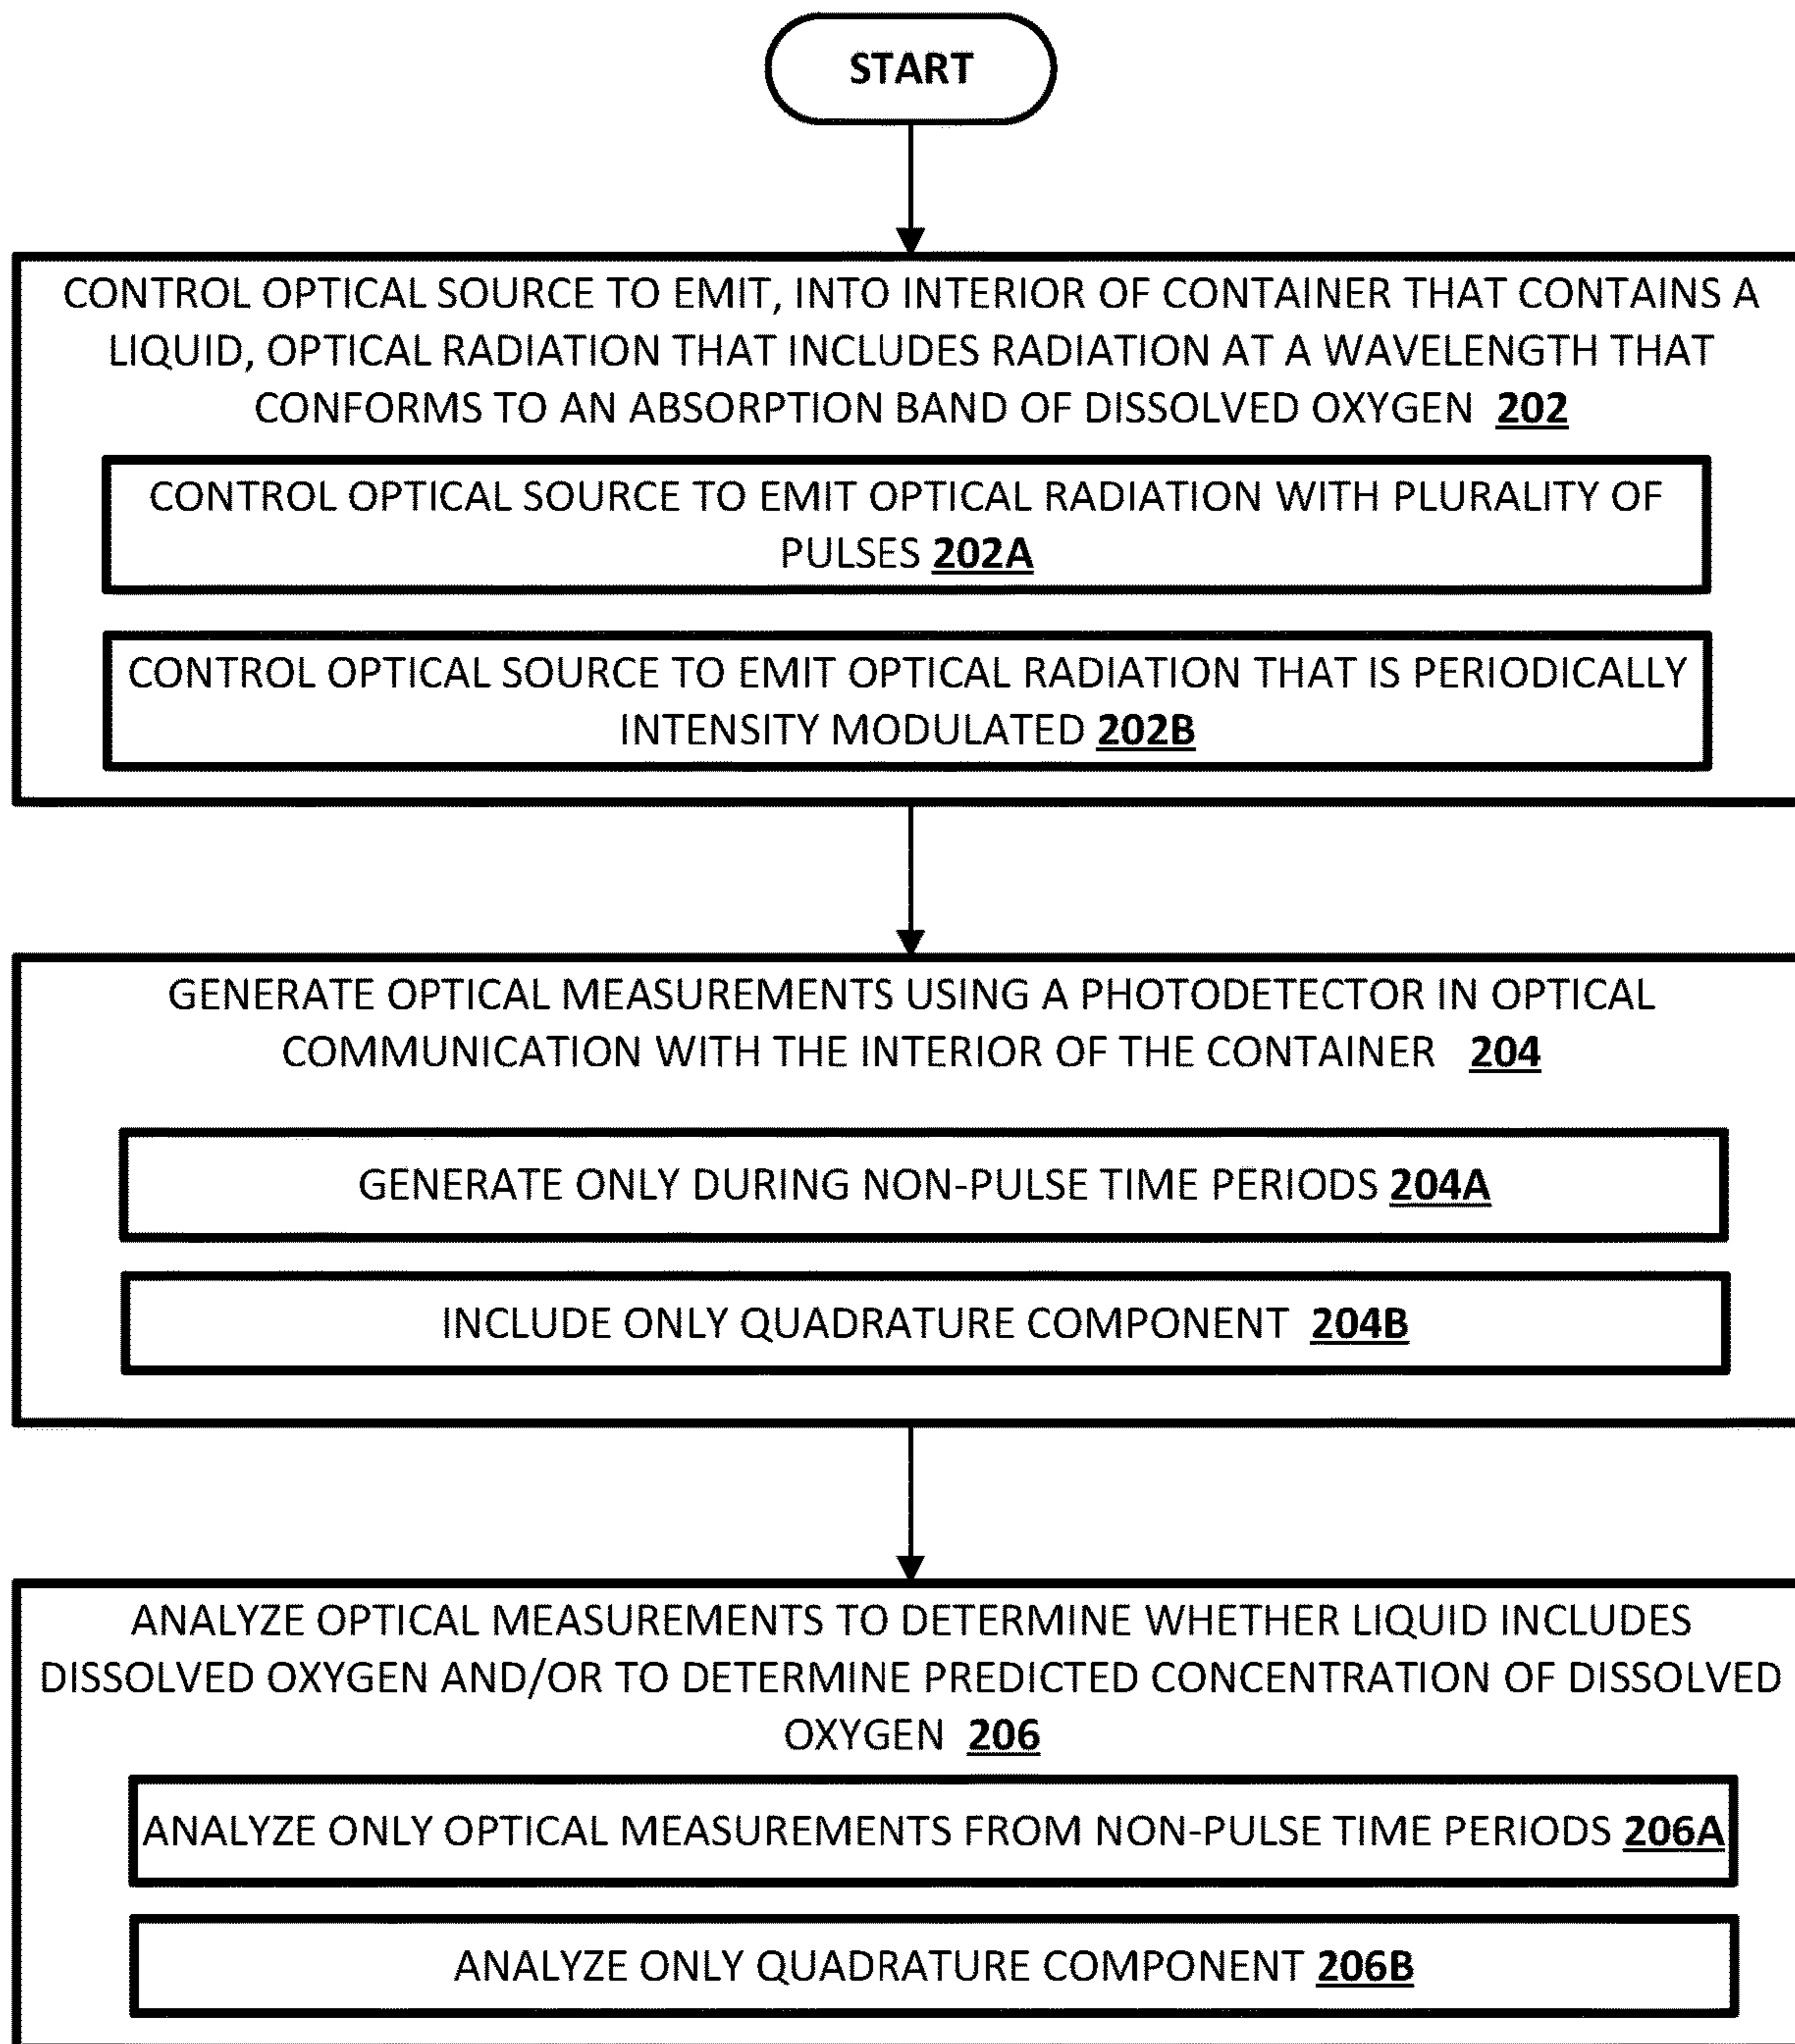 START
CONTROL OPTICAL SOURCE TO EMIT, INTO INTERIOR OF CONTAINER THAT CONTAINS A
LIQUID, OPTICAL RADIATION THAT INCLUDES RADIATION AT A WAVELENGTH THAT
CONFORMS TO AN ABSORPTION BAND OF DISSOLVED OXYGEN 202
CONTROL OPTICAL SOURCE TO EMIT OPTICAL RADIATION WITH PLURALITY OF
PULSES 202A
CONTROL OPTICAL SOURCE TO EMIT OPTICAL RADIATION THAT IS PERIODICALLY
INTENSITY MODULATED 202B
GENERATE OPTICAL MEASUREMENTS USING A PHOTODETECTOR IN OPTICAL
COMMUNICATION WITH THE INTERIOR OF THE CONTAINER 204
GENERATE ONLY DURING NON-PULSE TIME PERIODS 204A
INCLUDE ONLY QUADRATURE COMPONENT 204B
ANALYZE OPTICAL MEASUREMENTS TO DETERMINE WHETHER LIQUID INCLUDES
DISSOLVED OXYGEN AND/OR TO DETERMINE PREDICTED CONCENTRATION OF DISSOLVED
OXYGEN 206
ANALYZE ONLY OPTICAL MEASUREMENTS FROM NON-PULSE TIME PERIODS 206A
ANALYZE ONLY QUADRATURE COMPONENT 206B